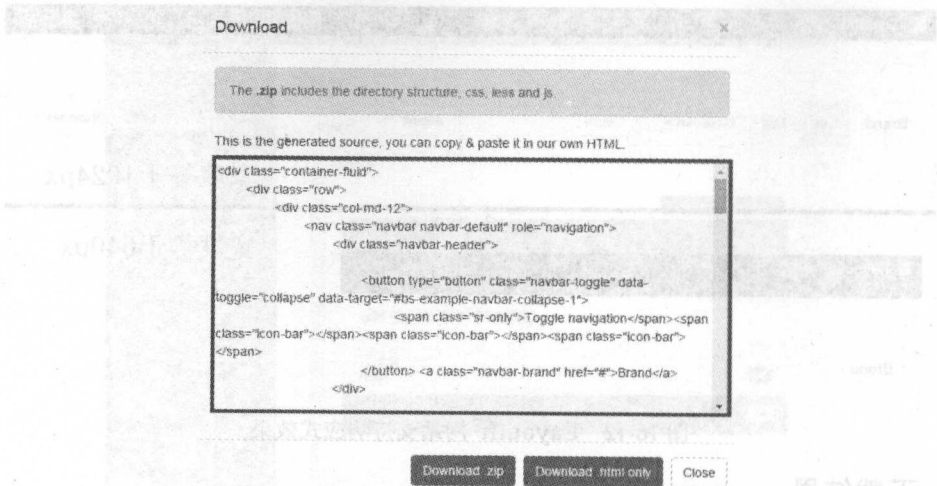 Download ×
The .zip includes the directory structure, css, less and js.
This is the generated source, you can copy & paste it in our own HTML.
<div class="container-fluid">
<div class="row">
<div class="col-md-12">
<nav class="navbar navbar-default" role="navigation">
<div class="navbar-header">
<button type="button" class="navbar-toggle" data-
toggle="collapse" data-target="#bs-example-navbar-collapse-1">
<span class="sr-only">Toggle navigation</span><span
class="icon-bar"></span><span class="icon-bar"></span><span class="icon-bar">
</span>
</button> <a class="navbar-brand" href="#">Brand</a>
</div>
Download .zip Download .html only Close